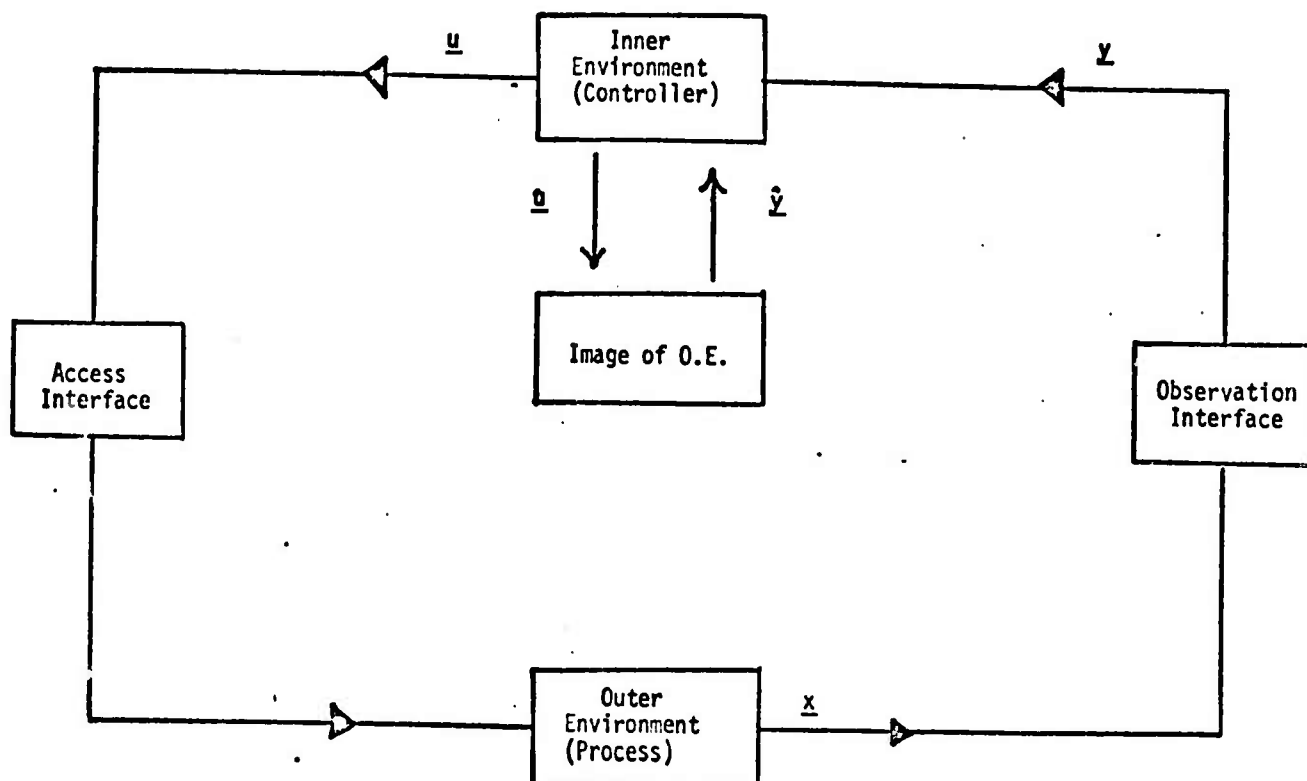 u
Inner
Environment
(Controller)
y
û
ŷ
Image of O.E.
Access
Interface
Observation
Interface
Outer
Environment
(Process)
x